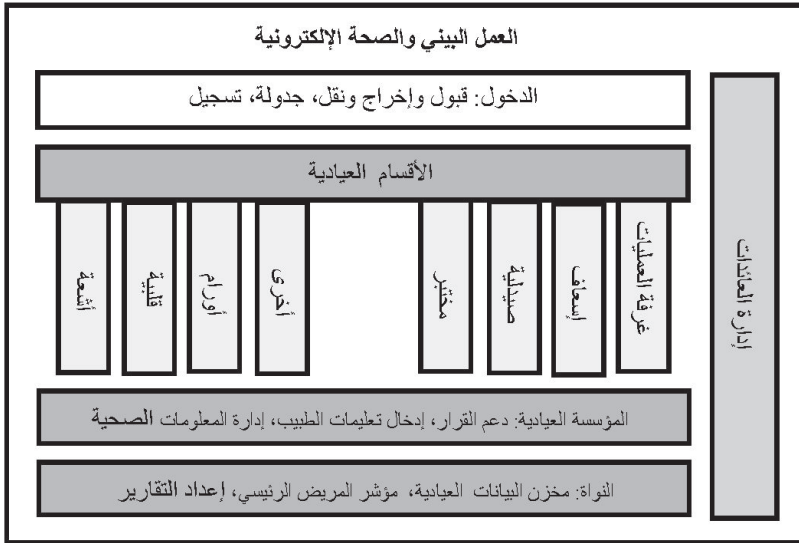 العمل البيني والصحة الإلكترونية
الدخول: قبول وإخراج ونقل، جدولة، تسجيل
إدارة العائدات
الأقسام العيادية
غرفة العمليات
إسعاف
صيدلية
مختبر
أخرى
أورام
قلبية
أشعة
المؤسسة العيادية: دعم القرار، إدخال تعليمات الطبيب، إدارة المعلومات الصحية
النواة: مخزن البيانات العيادية، مؤشر المريض الرئيسي، إعداد التقارير